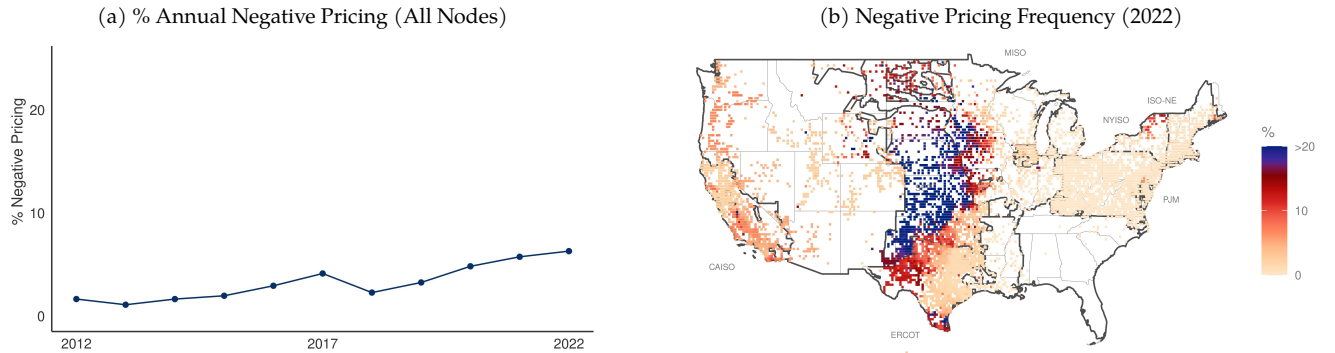 (a) % Annual Negative Pricing (All Nodes)
% Negative Pricing
20
10
0
2012
2017
2022
(b) Negative Pricing Frequency (2022)
MISO
ISO-NE
NYISO
PJM
CAISO
ERCOT
%
>20
10
0